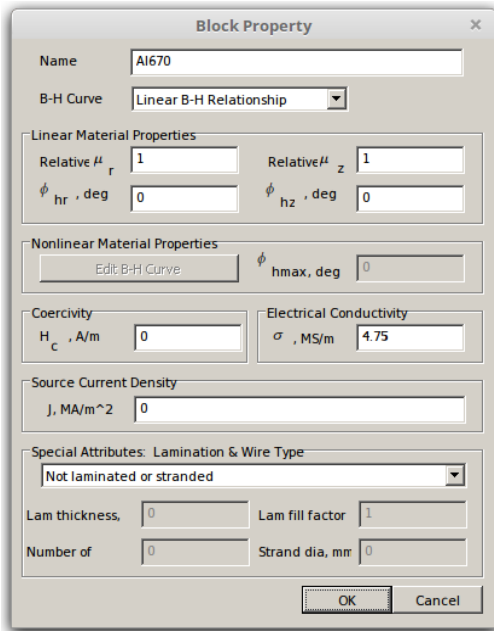 Block Property ×
Name Al670
B-H Curve Linear B-H Relationship
Linear Material Properties
Relative μ r 1 Relative μ z 1
ϕ hr , deg 0 ϕ hz , deg 0
Nonlinear Material Properties
Edit B-H Curve ϕ hmax, deg 0
Coercivity Electrical Conductivity
H c , A/m 0 σ , MS/m 4.75
Source Current Density
J, MA/m^2 0
Special Attributes: Lamination & Wire Type
Not laminated or stranded
Lam thickness, 0 Lam fill factor 1
Number of 0 Strand dia, mm 0
OK Cancel